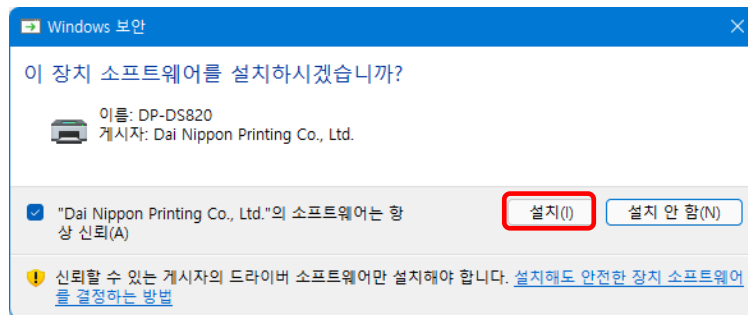 Windows 보안
이 장치 소프트웨어를 설치하시겠습니까?
이름: DP-DS820
게시자: Dai Nippon Printing Co., Ltd.
"Dai Nippon Printing Co., Ltd."의 소프트웨어는 항
상 신뢰(A)
설치(I)
설치 안 함(N)
신뢰할 수 있는 게시자의 드라이버 소프트웨어만 설치해야 합니다. 설치해도 안전한 장치 소프트웨어
를 결정하는 방법